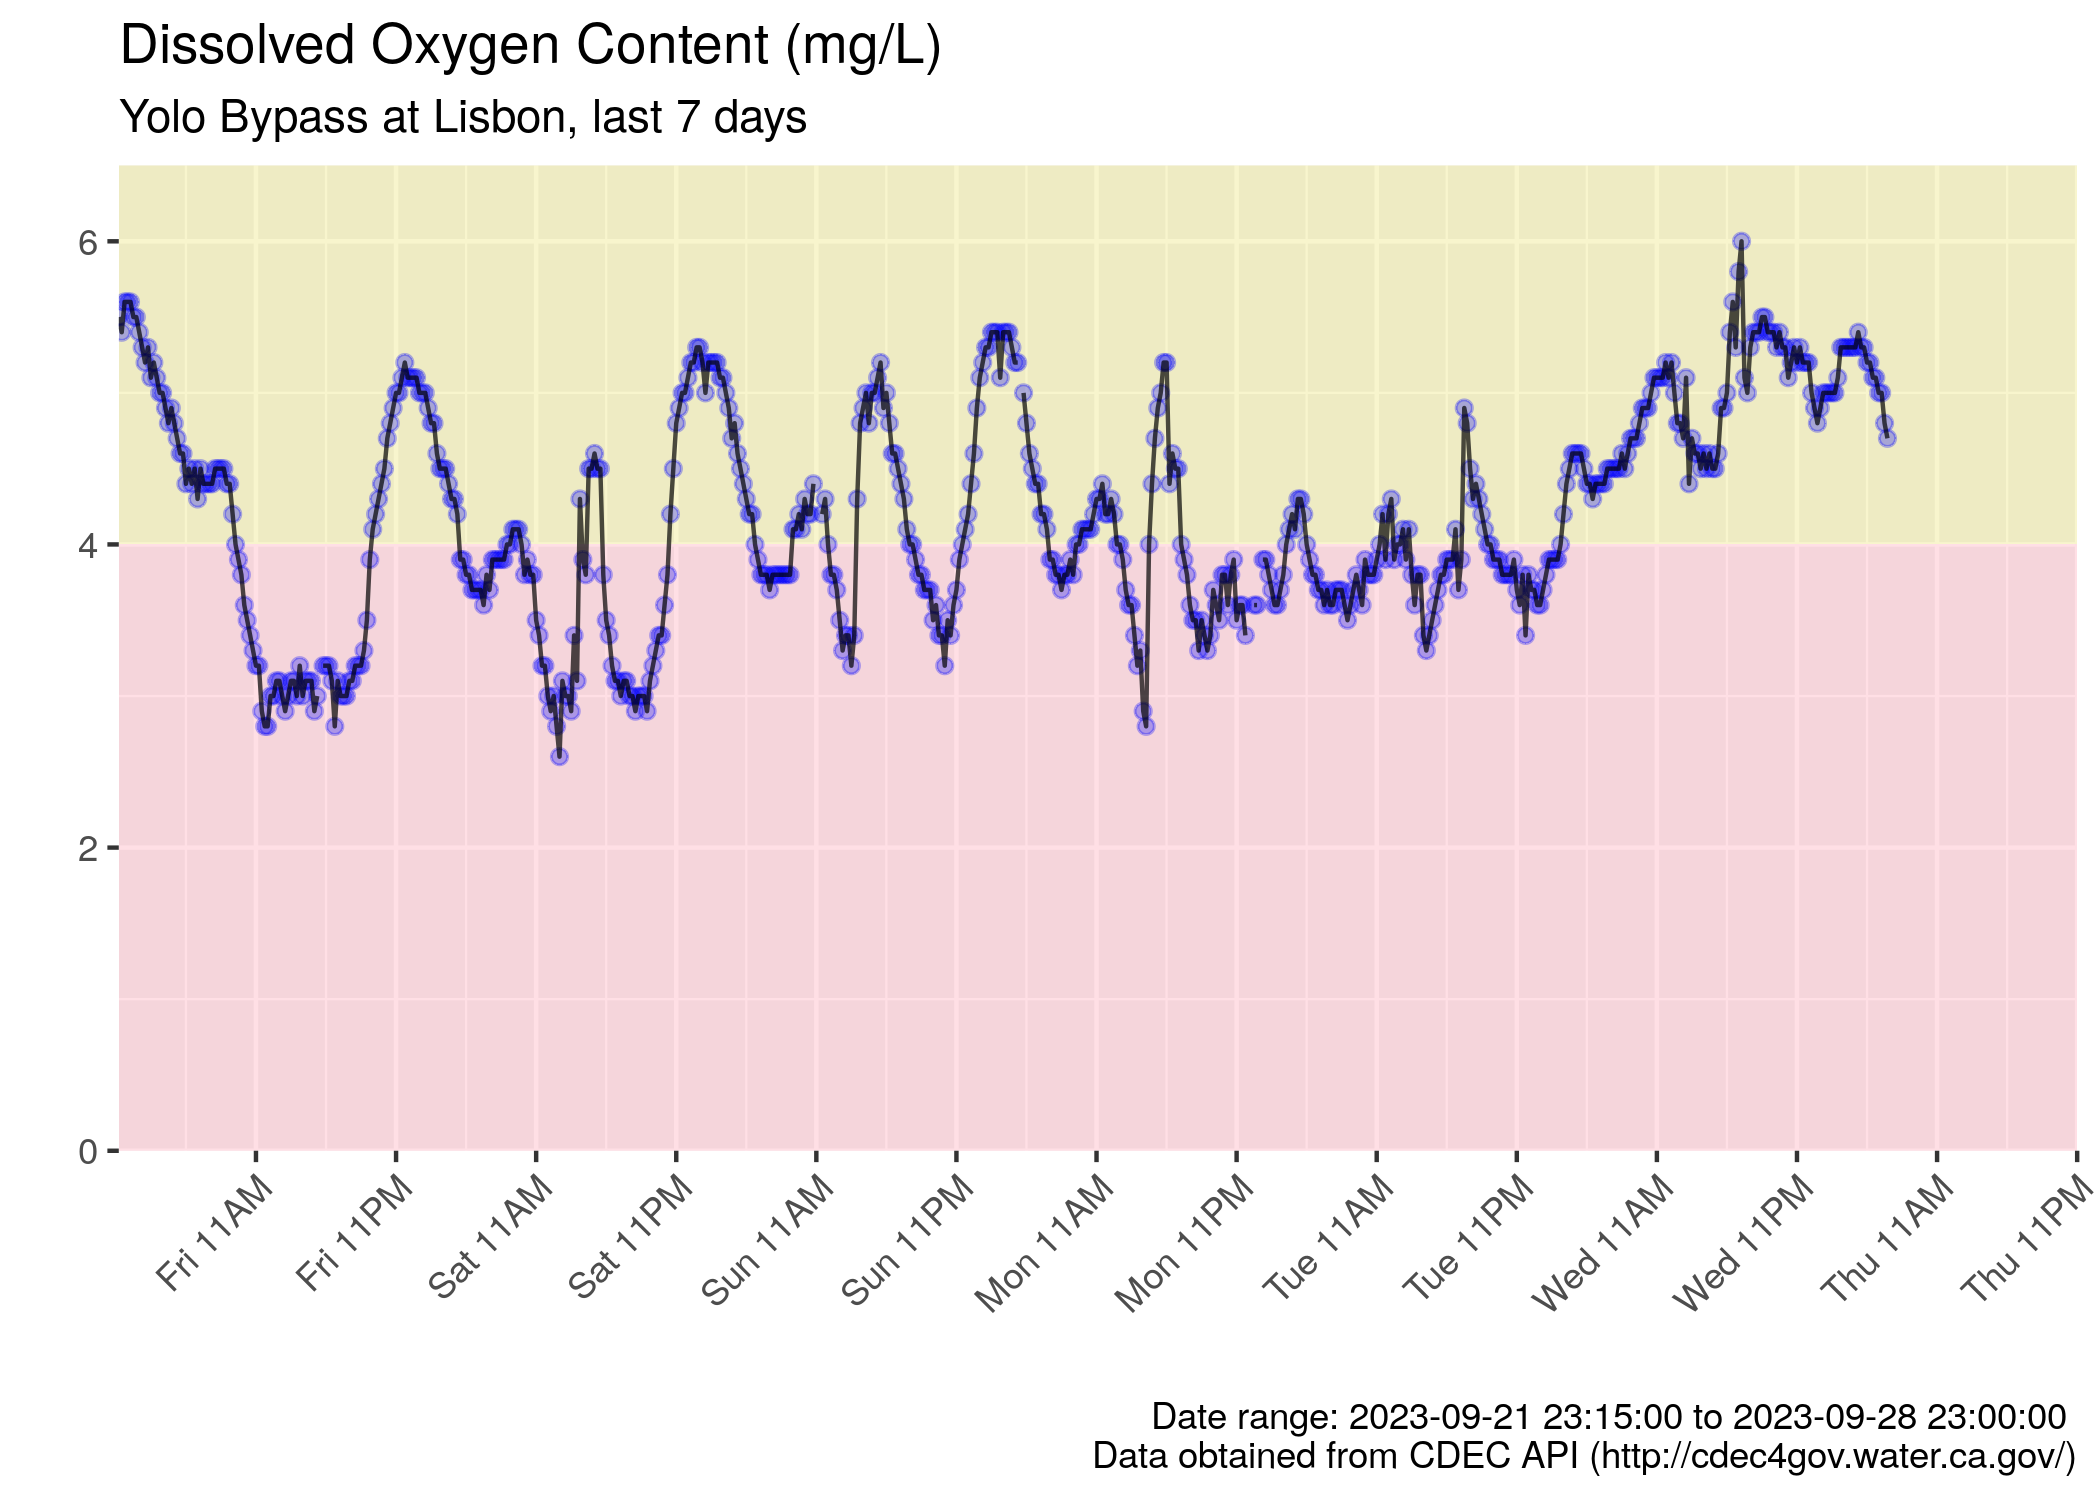 Dissolved Oxygen Content (mg/L)
Yolo Bypass at Lisbon, last 7 days
6
4
2
0
Fri 11AM
Fri 11PM
Sat 11AM
Sat 11PM
Sun 11AM
Sun 11PM
Mon 11AM
Mon 11PM
Tue 11AM
Tue 11PM
Wed 11AM
Wed 11PM
Thu 11AM
Thu 11PM
Date range: 2023-09-21 23:15:00 to 2023-09-28 23:00:00
Data obtained from CDEC API (http://cdec4gov.water.ca.gov/)